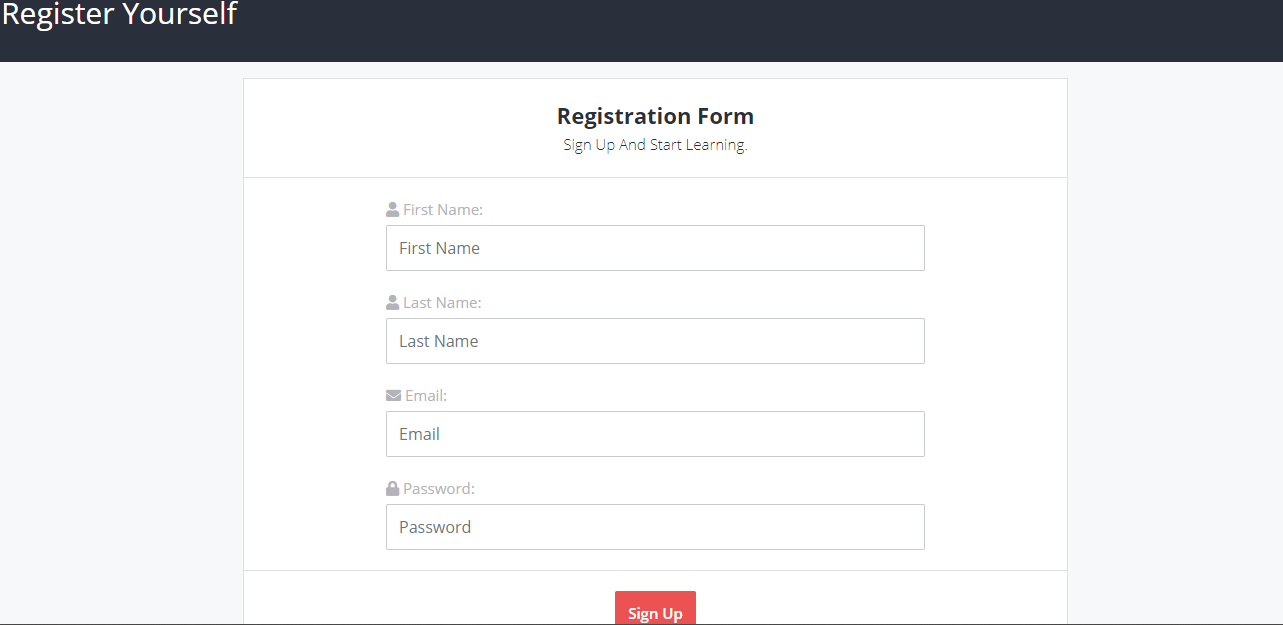 Register Yourself
Registration Form
Sign Up And Start Learning.
First Name:
First Name
Last Name:
Last Name
Email:
Email
Password:
Password
Sign Up